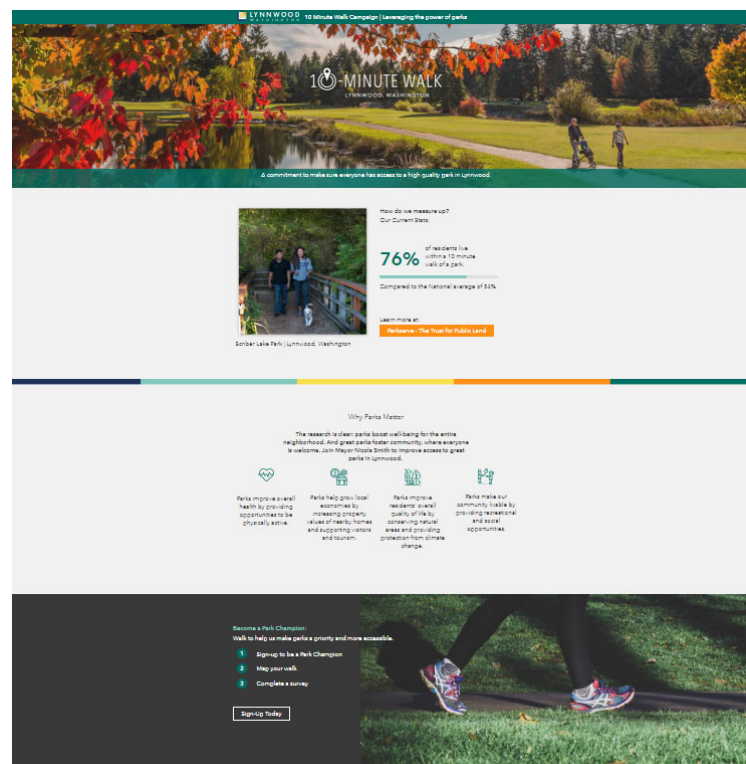 LYNNWOOD
WASHINGTON
10 Minute Walk Campaign | Leveraging the power of parks
10-MINUTE WALK
LYNNWOOD, WASHINGTON
A commitment to make sure everyone has access to a high quality park in Lynnwood.
How do we measure up?
Our Current Stats:
76%
of residents live
within a 10 minute
walk of a park.
Compared to the National average of 56%
Learn more at:
Parkserve - The Trust for Public Land
Scriber Lake Park | Lynnwood, Washington
Why Parks Matter
The research is clear: parks boost well-being for the entire
neighborhood. And great parks foster community, where everyone
is welcome. Join Mayor Nicola Smith to improve access to great
parks in Lynnwood.
Parks improve overall
health by providing
opportunities to be
physically active.
Parks help grow local
economies by
increasing property
values of nearby homes
and supporting visitors
and tourism.
Parks improve
residents' overall
quality of life by
conserving natural
areas and providing
protection from climate
change.
Parks make our
community livable by
providing recreational
and social
opportunities.
Become a Park Champion:
Walk to help us make parks a priority and more accessible.
1 Sign-up to be a Park Champion
2 Map your walk
3 Complete a survey
Sign-Up Today